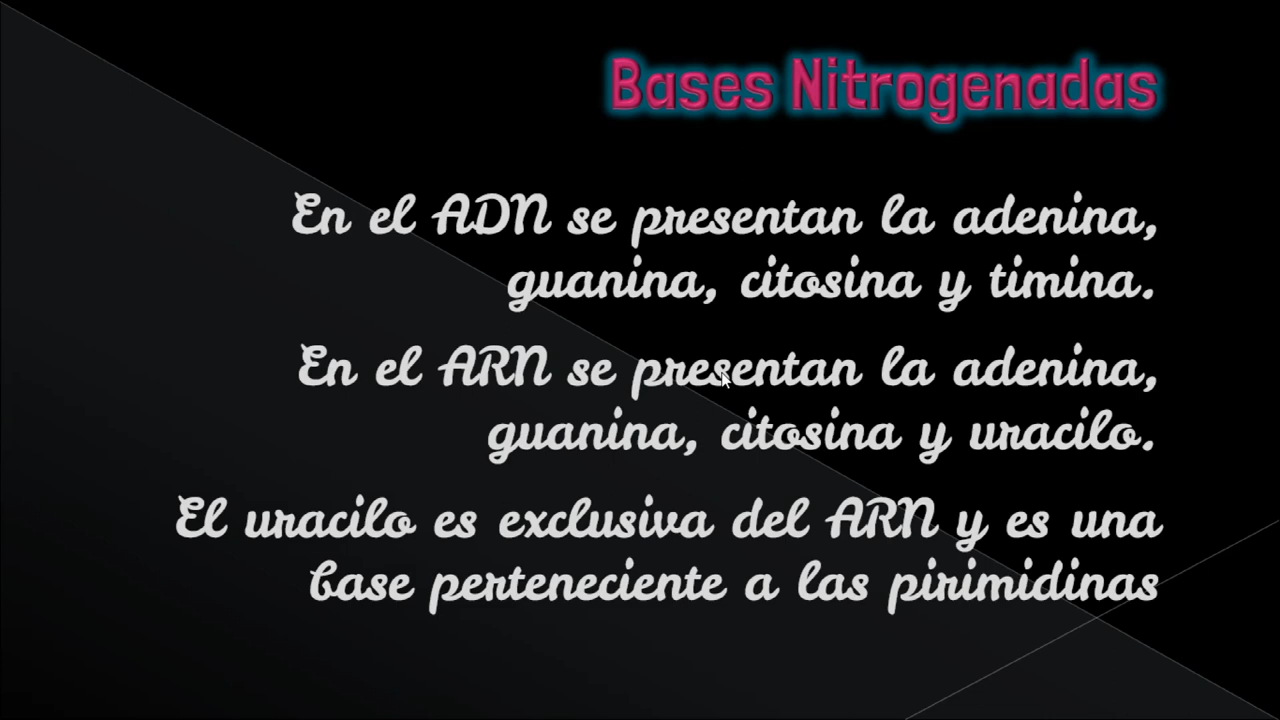 Bases Nitrogenadas
En el ADN se presentan la adenina,
guanina, citosina y timina.
En el ARN se presentan la adenina,
guanina, citosina y uracilo.
El uracilo es exclusiva del ARN y es una
base perteneciente a las pirimidinas